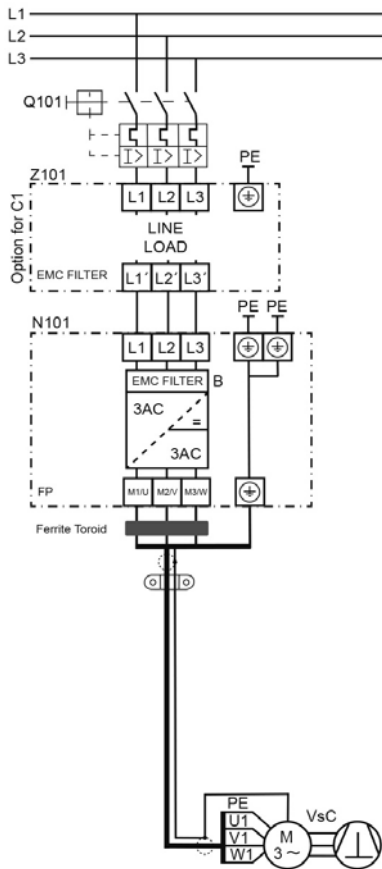 L1
L2
L3
Q101
I> I> I>
PE
Z101
L1 L2 L3
Option for C1
LINE
LOAD
EMC FILTER
L1´ L2´ L3´
PE PE
N101
L1 L2 L3
EMC FILTER B
3AC
=
3AC
FP
M1/U M2/V M3/W
Ferrite Toroid
PE
U1
V1
W1
M
3~
VsC